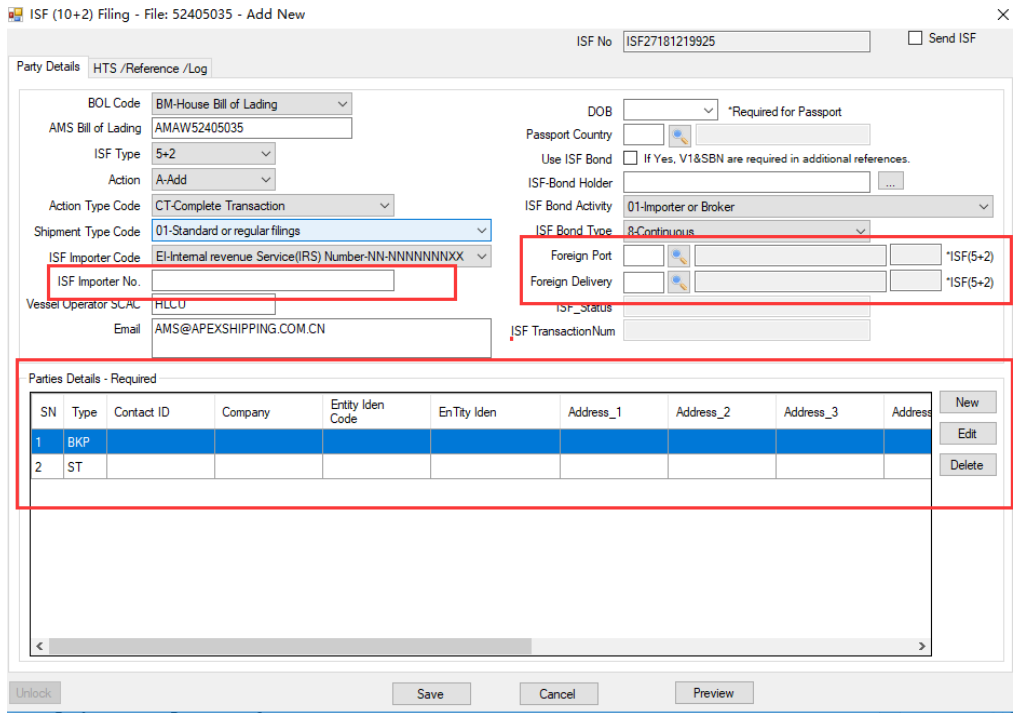 ISF (10+2) Filing - File: 52405035 - Add New
ISF No ISF27181219925 Send ISF
Party Details HTS /Reference /Log
BOL Code BM-House Bill of Lading
AMS Bill of Lading AMAW52405035
ISF Type 5+2
Action A-Add
Action Type Code CT-Complete Transaction
Shipment Type Code 01-Standard or regular filings
ISF Importer Code EI-Internal revenue Service(IRS) Number-NN-NNNNNNNXX
ISF Importer No.
Vessel Operator SCAC HLCU
Email AMS@APEXSHIPPING.COM.CN
DOB *Required for Passport
Passport Country
Use ISF Bond If Yes, V1&SBN are required in additional references.
ISF-Bond Holder ...
ISF Bond Activity 01-Importer or Broker
ISF Bond Type 8-Continuous
Foreign Port *ISF(5+2)
Foreign Delivery *ISF(5+2)
ISF_Status
ISF TransactionNum
Parties Details - Required
SN Type Contact ID Company Entity Iden Code EnTity Iden Address_1 Address_2 Address_3 Address
1 BKP
2 ST
New
Edit
Delete
Unlock Save Cancel Preview